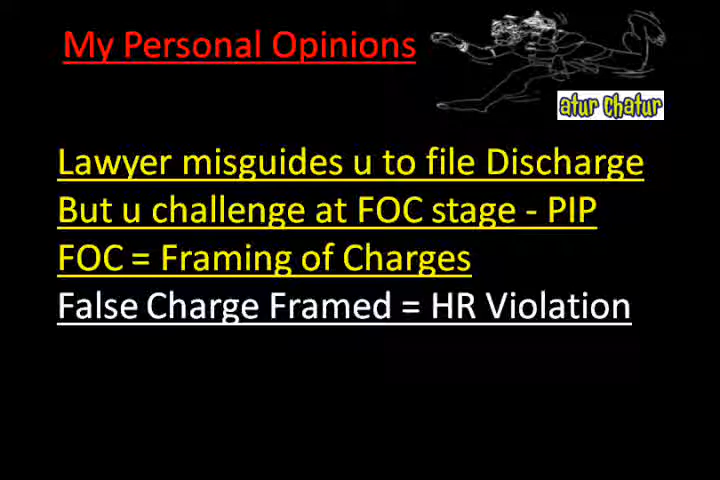 My Personal Opinions
atur chatur
Lawyer misguides u to file Discharge
But u challenge at FOC stage - PIP
FOC = Framing of Charges
False Charge Framed = HR Violation